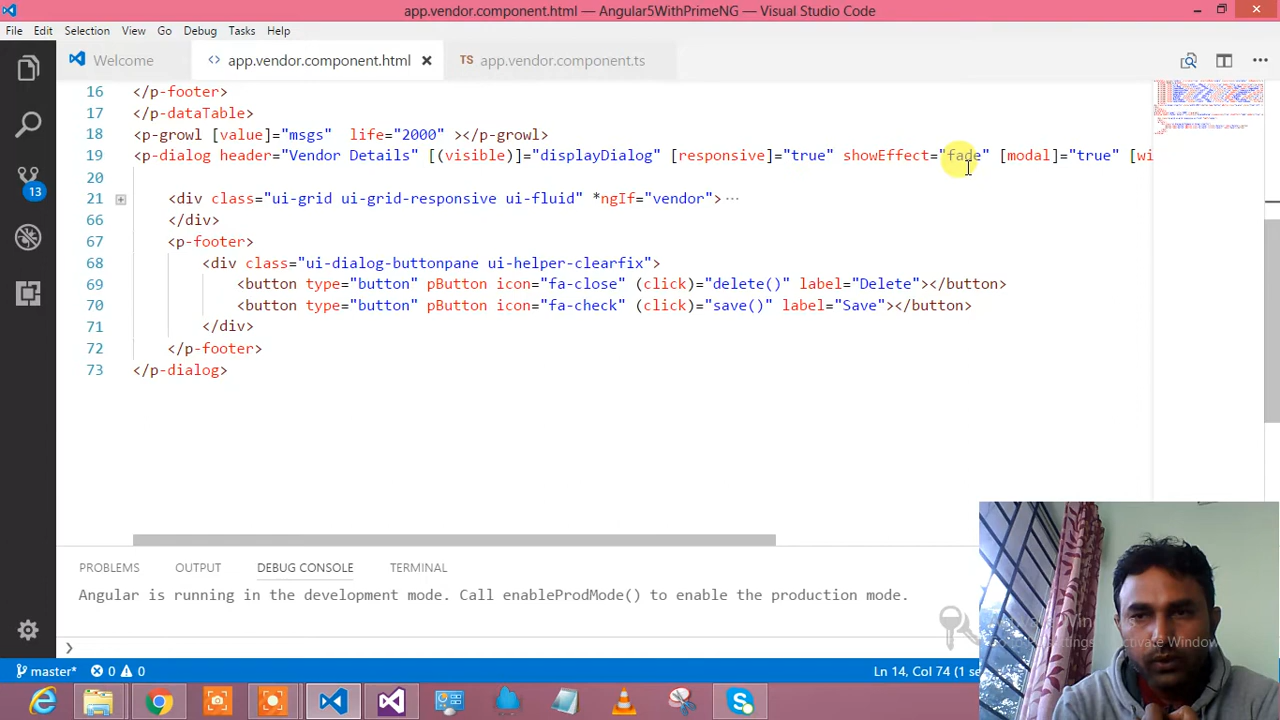 app.vendor.component.html — Angular5WithPrimeNG — Visual Studio Code
File Edit Selection View Go Debug Tasks Help
Welcome app.vendor.component.html app.vendor.component.ts
16 </p-footer>
17 </p-dataTable>
18 <p-growl [value]="msgs" life="2000" ></p-growl>
19 <p-dialog header="Vendor Details" [(visible)]="displayDialog" [responsive]="true" showEffect="fade" [modal]="true" [wi
20
21 <div class="ui-grid ui-grid-responsive ui-fluid" *ngIf="vendor"> ···
66 </div>
67 <p-footer>
68 <div class="ui-dialog-buttonpane ui-helper-clearfix">
69 <button type="button" pButton icon="fa-close" (click)="delete()" label="Delete"></button>
70 <button type="button" pButton icon="fa-check" (click)="save()" label="Save"></button>
71 </div>
72 </p-footer>
73 </p-dialog>
13
PROBLEMS OUTPUT DEBUG CONSOLE TERMINAL
Angular is running in the development mode. Call enableProdMode() to enable the production mode.
master* 0 0 Ln 14, Col 74 (1 se